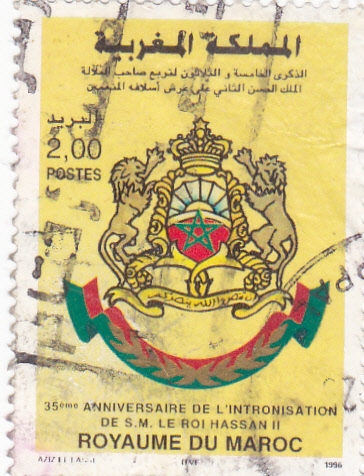 المملكة المغربية
الذكرى الخامسة و الثلاثون لتربع صاحب الجلالة
الملك الحسن الثاني على عرش أسلافه المنعمين
البريد
2,00
POSTES
35ème ANNIVERSAIRE DE L'INTRONISATION
DE S.M. LE ROI HASSAN II
ROYAUME DU MAROC
1996